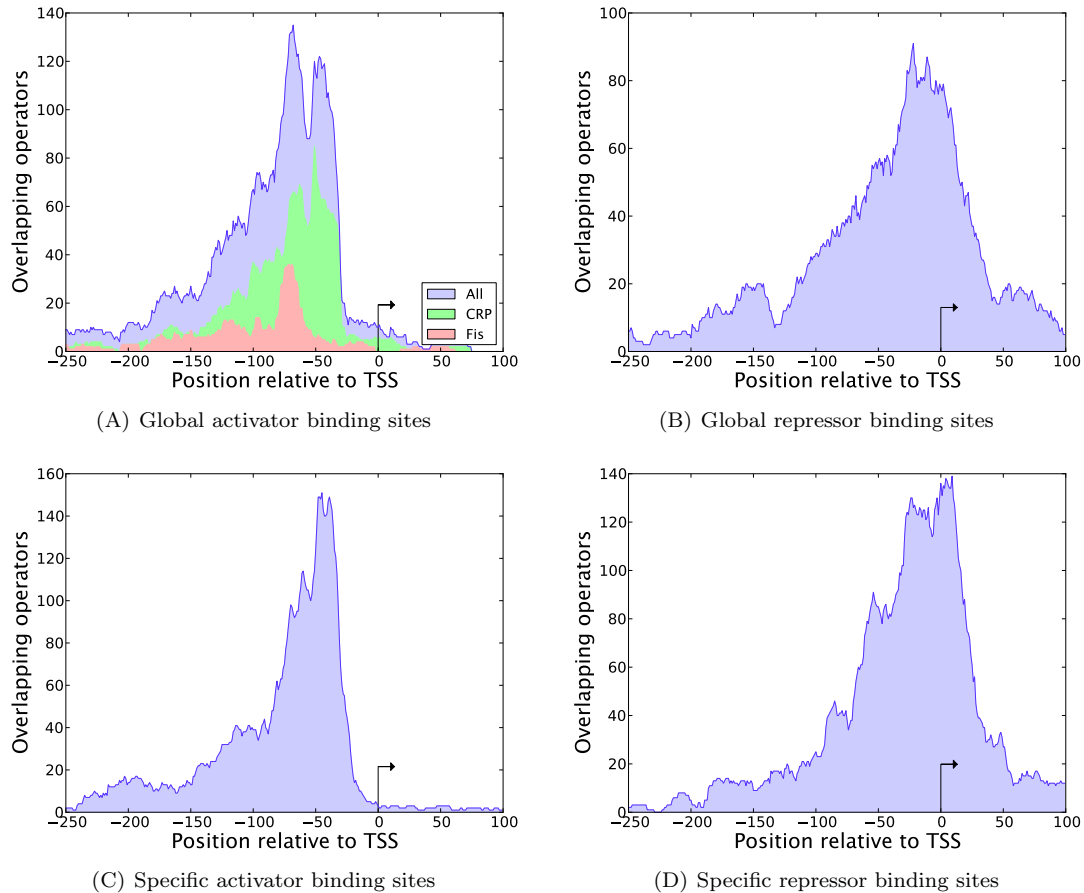 140
120
100
80
60
40
20
0
Overlapping operators
−250 −200 −150 −100 −50 0 50 100
Position relative to TSS
All
CRP
Fis
(A) Global activator binding sites
100
80
60
40
20
0
Overlapping operators
−250 −200 −150 −100 −50 0 50 100
Position relative to TSS
(B) Global repressor binding sites
160
140
120
100
80
60
40
20
0
Overlapping operators
−250 −200 −150 −100 −50 0 50 100
Position relative to TSS
(C) Specific activator binding sites
140
120
100
80
60
40
20
0
Overlapping operators
−250 −200 −150 −100 −50 0 50 100
Position relative to TSS
(D) Specific repressor binding sites